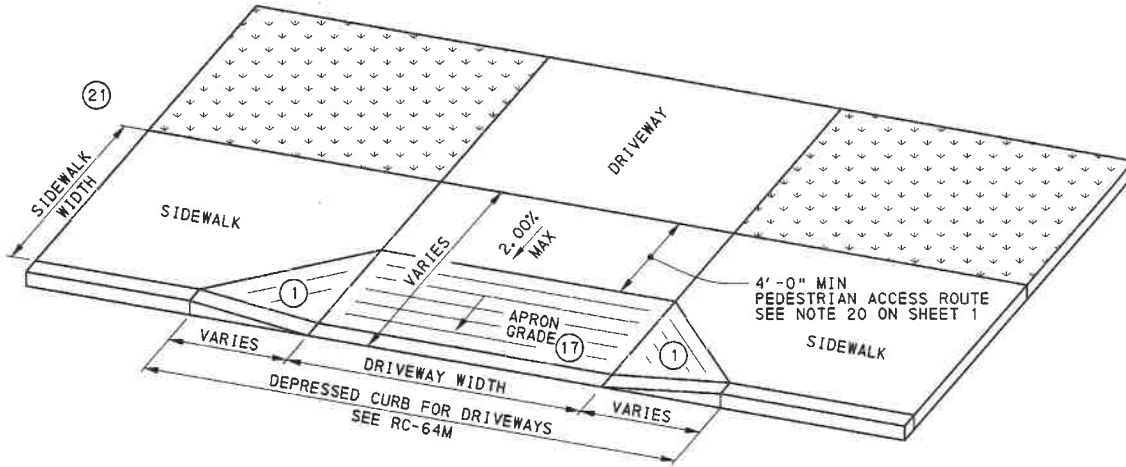 21
SIDEWALK
WIDTH
SIDEWALK
DRIVEWAY
VARIES
2.00%
MAX
4'-0" MIN
PEDESTRIAN ACCESS ROUTE
SEE NOTE 20 ON SHEET 1
SIDEWALK
1
APRON
GRADE
17
1
VARIES
DRIVEWAY WIDTH
VARIES
DEPRESSED CURB FOR DRIVEWAYS
SEE RC-64M